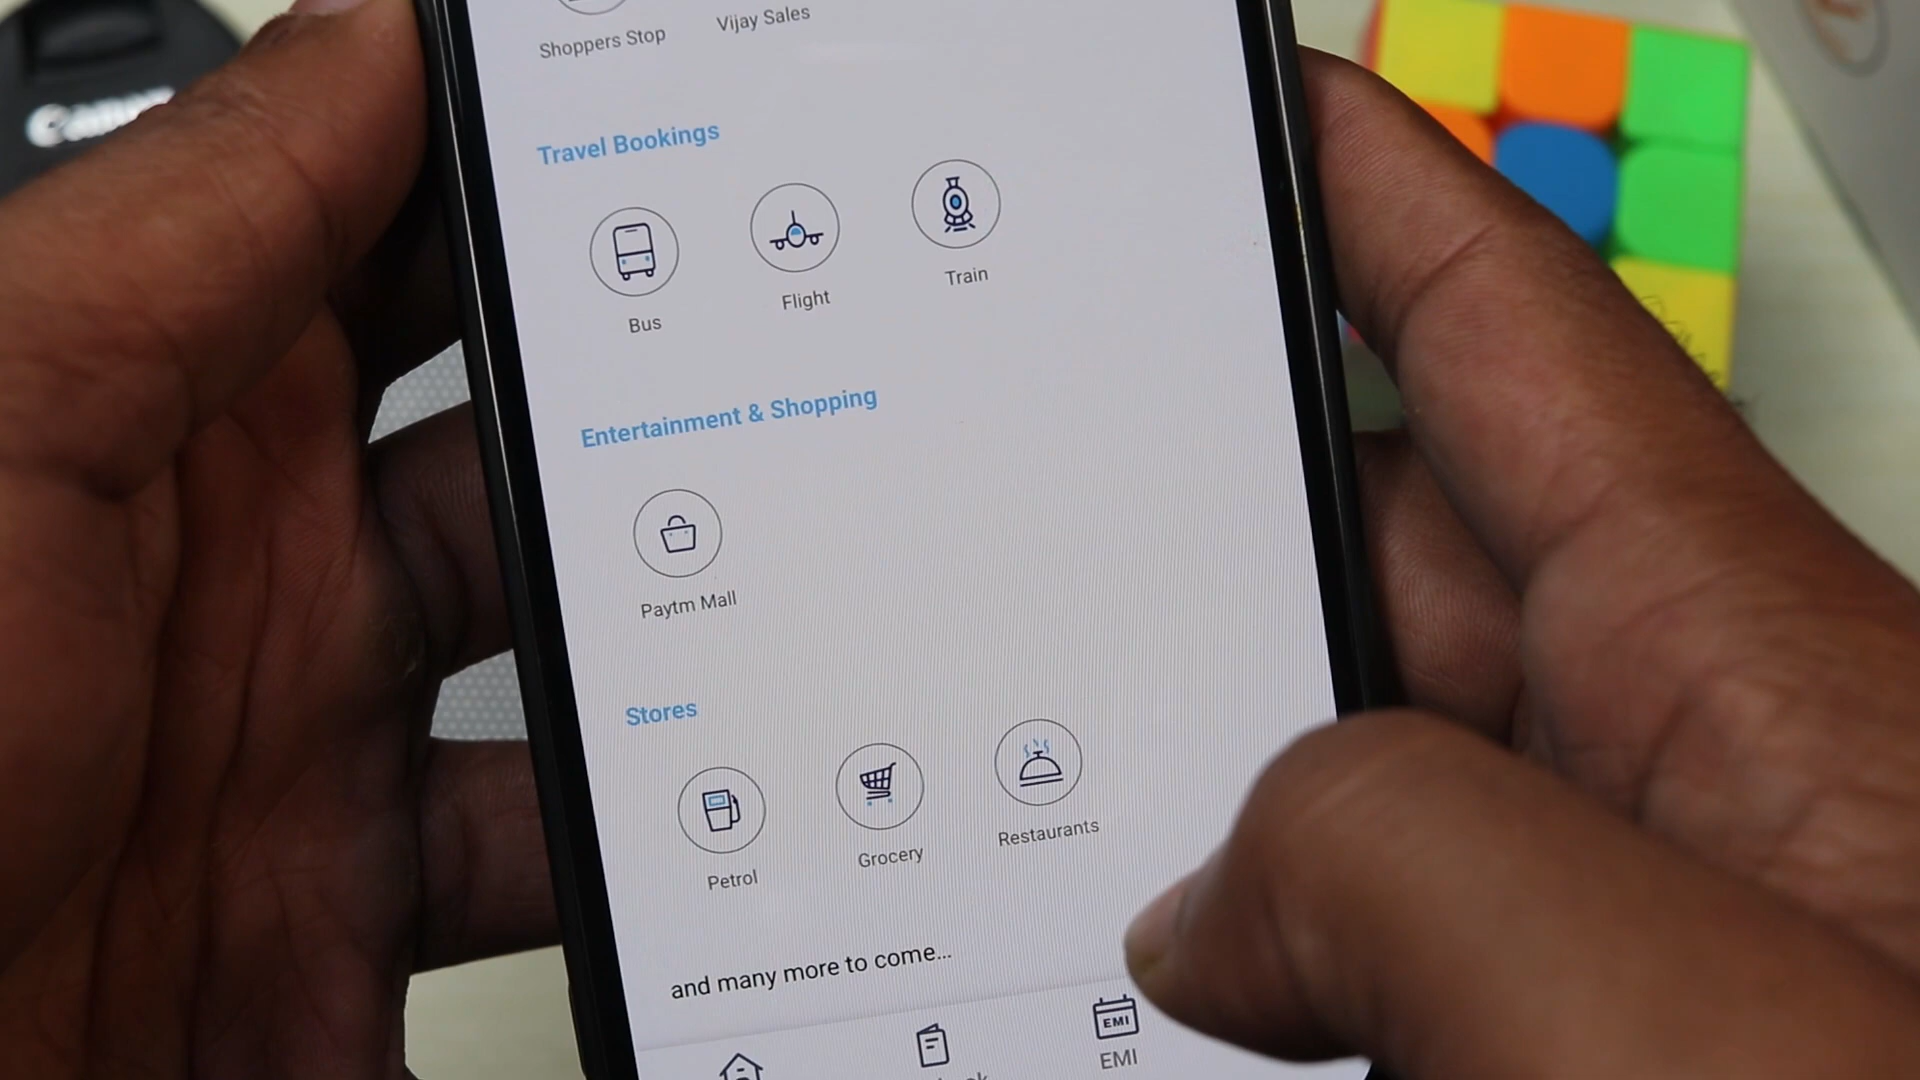 Shoppers Stop
Vijay Sales
Travel Bookings
Bus
Flight
Train
Entertainment & Shopping
Paytm Mall
Stores
Petrol
Grocery
Restaurants
and many more to come...
EMI
EMI